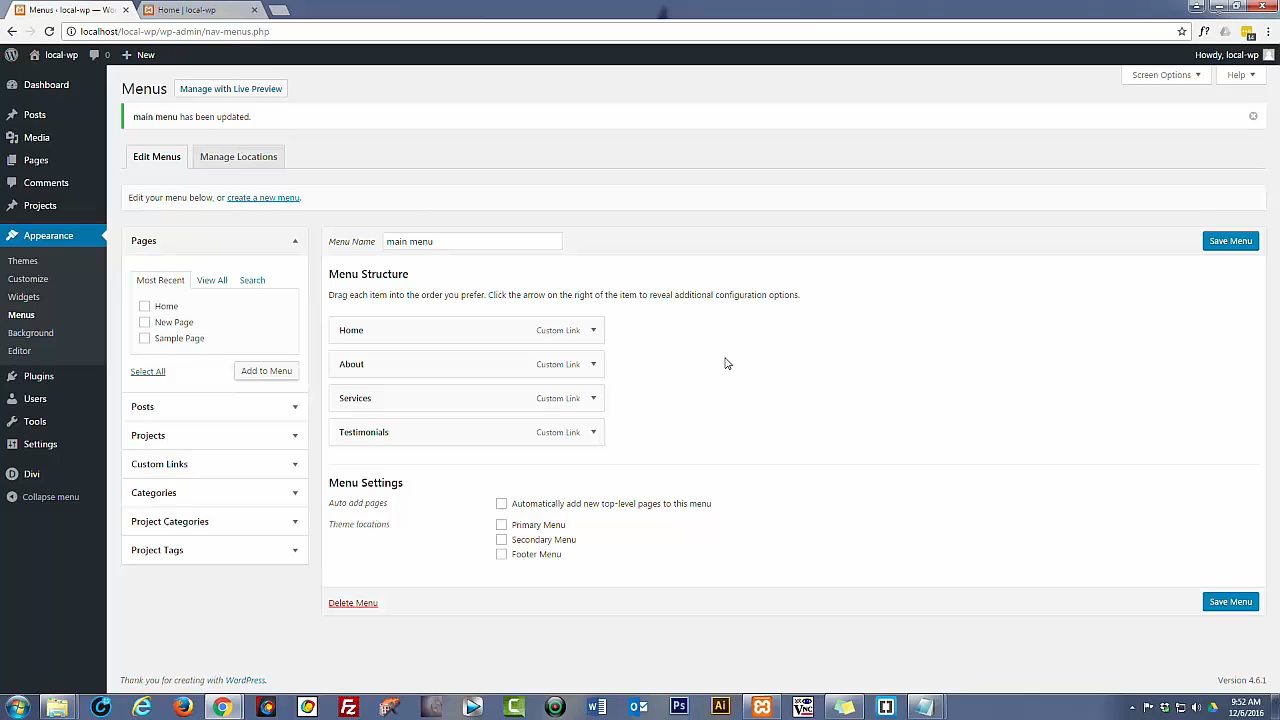 Menus ‹ local-wp — Wo
Home | local-wp
localhost/local-wp/wp-admin/nav-menus.php
local-wp
0
New
Howdy, local-wp
Dashboard
Posts
Media
Pages
Comments
Projects
Appearance
Themes
Customize
Widgets
Menus
Background
Editor
Plugins
Users
Tools
Settings
Divi
Collapse menu
Screen Options
Help
Menus
Manage with Live Preview
main menu has been updated.
Edit Menus
Manage Locations
Edit your menu below, or create a new menu.
Pages
Most Recent
View All
Search
Home
New Page
Sample Page
Select All
Add to Menu
Posts
Projects
Custom Links
Categories
Project Categories
Project Tags
Menu Name
main menu
Save Menu
Menu Structure
Drag each item into the order you prefer. Click the arrow on the right of the item to reveal additional configuration options.
Home
Custom Link
About
Custom Link
Services
Custom Link
Testimonials
Custom Link
Menu Settings
Auto add pages
Automatically add new top-level pages to this menu
Theme locations
Primary Menu
Secondary Menu
Footer Menu
Delete Menu
Save Menu
Thank you for creating with WordPress.
Version 4.6.1
9:52 AM
12/6/2016